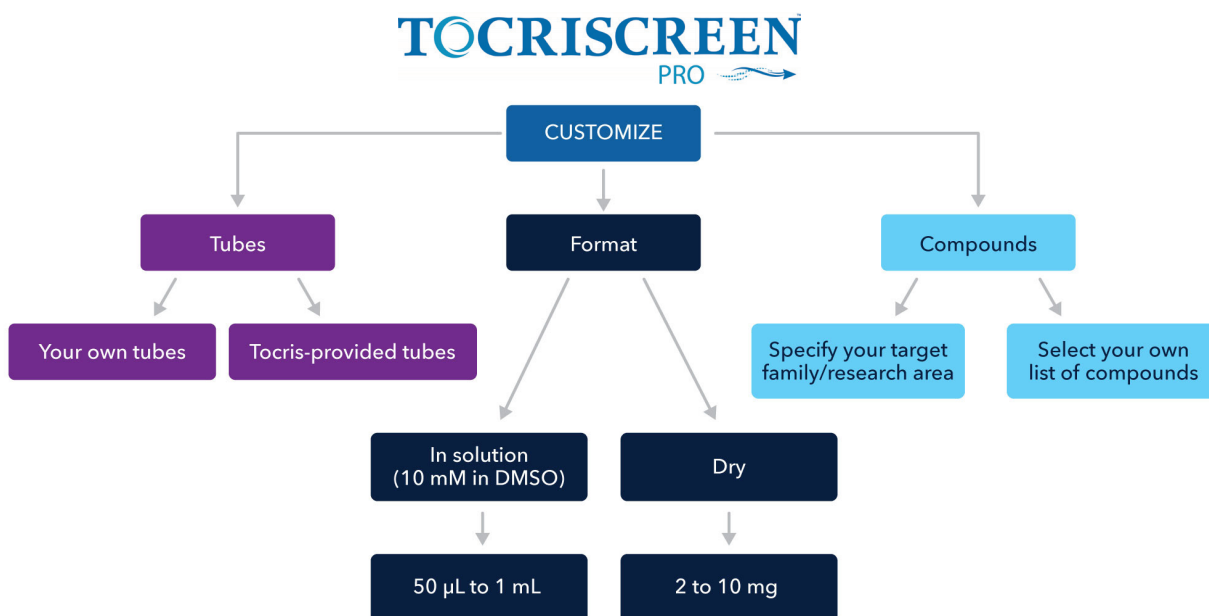 TOCRISCREEN™
PRO
CUSTOMIZE
Tubes
Format
Compounds
Your own tubes
Tocris-provided tubes
Specify your target
family/research area
Select your own
list of compounds
In solution
(10 mM in DMSO)
Dry
50 µL to 1 mL
2 to 10 mg